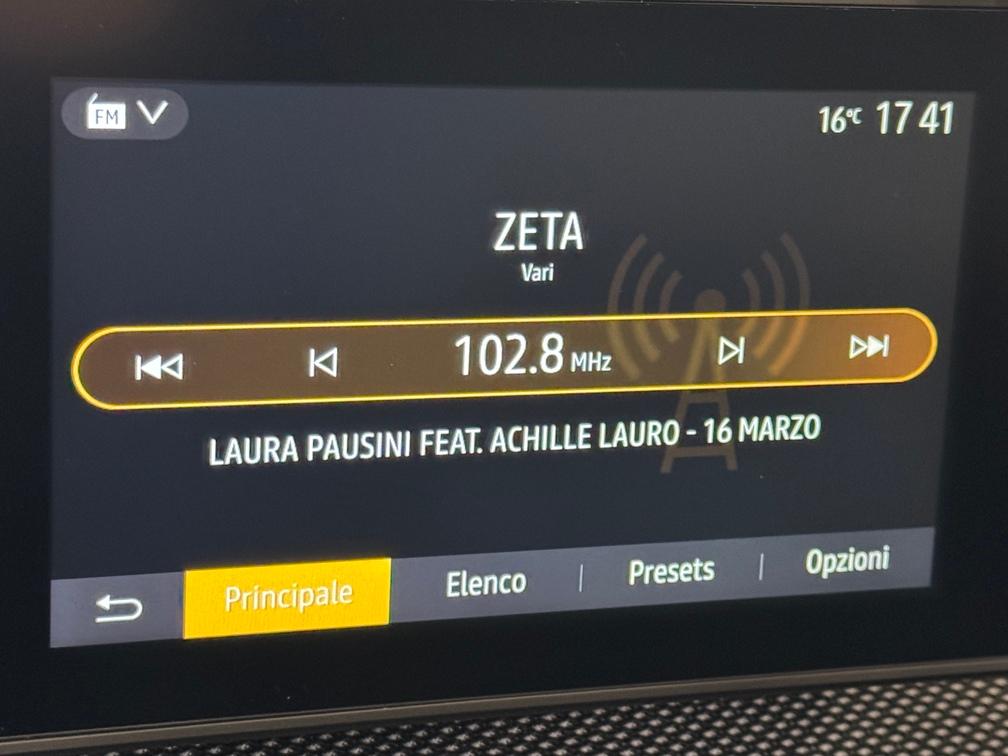 FM
16°C 17 41
ZETA
Vari
102.8 MHz
LAURA PAUSINI FEAT. ACHILLE LAURO - 16 MARZO
Principale Elenco Presets Opzioni